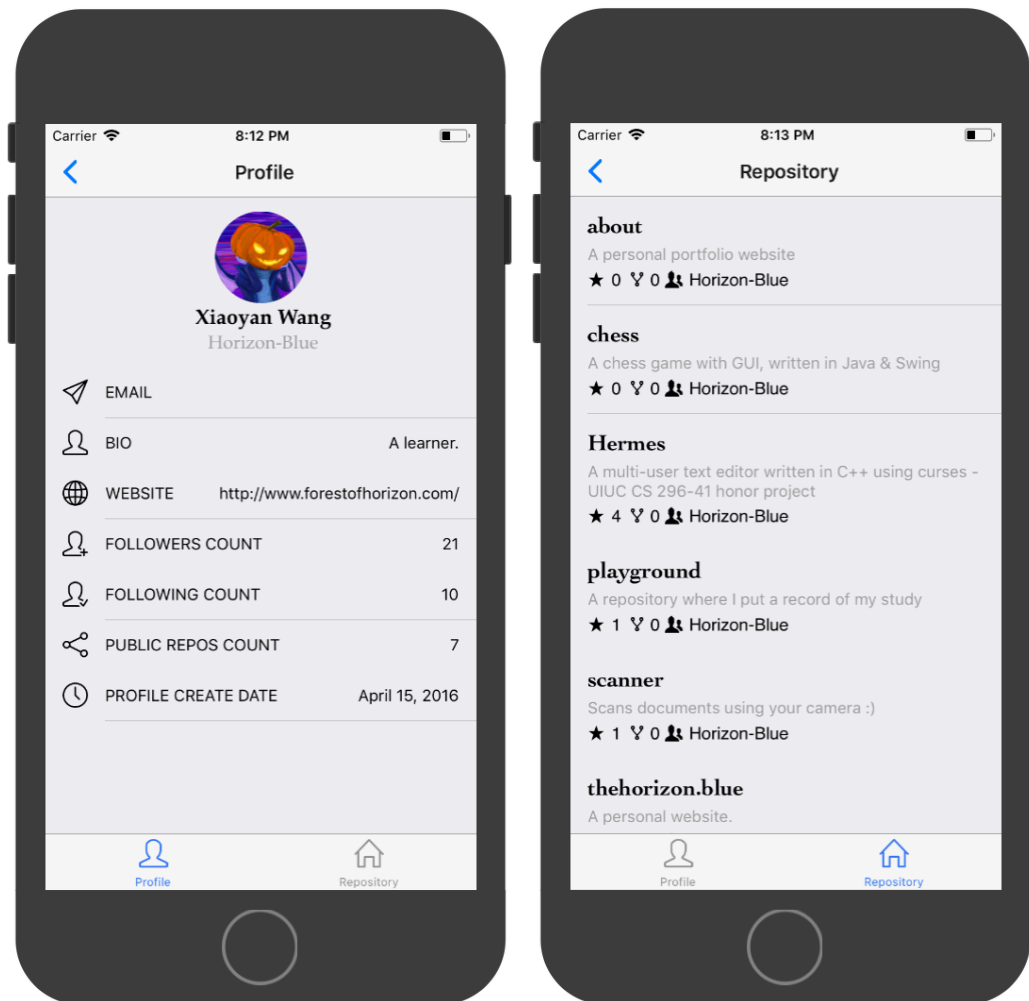 Carrier 8:12 PM
Profile
Xiaoyan Wang
Horizon-Blue
EMAIL
BIO A learner.
WEBSITE http://www.forestofhorizon.com/
FOLLOWERS COUNT 21
FOLLOWING COUNT 10
PUBLIC REPOS COUNT 7
PROFILE CREATE DATE April 15, 2016
Profile Repository
Carrier 8:13 PM
Repository
about
A personal portfolio website
★ 0 0 Horizon-Blue
chess
A chess game with GUI, written in Java & Swing
★ 0 0 Horizon-Blue
Hermes
A multi-user text editor written in C++ using curses -
UIUC CS 296-41 honor project
★ 4 0 Horizon-Blue
playground
A repository where I put a record of my study
★ 1 0 Horizon-Blue
scanner
Scans documents using your camera :)
★ 1 0 Horizon-Blue
thehorizon.blue
A personal website.
Profile Repository